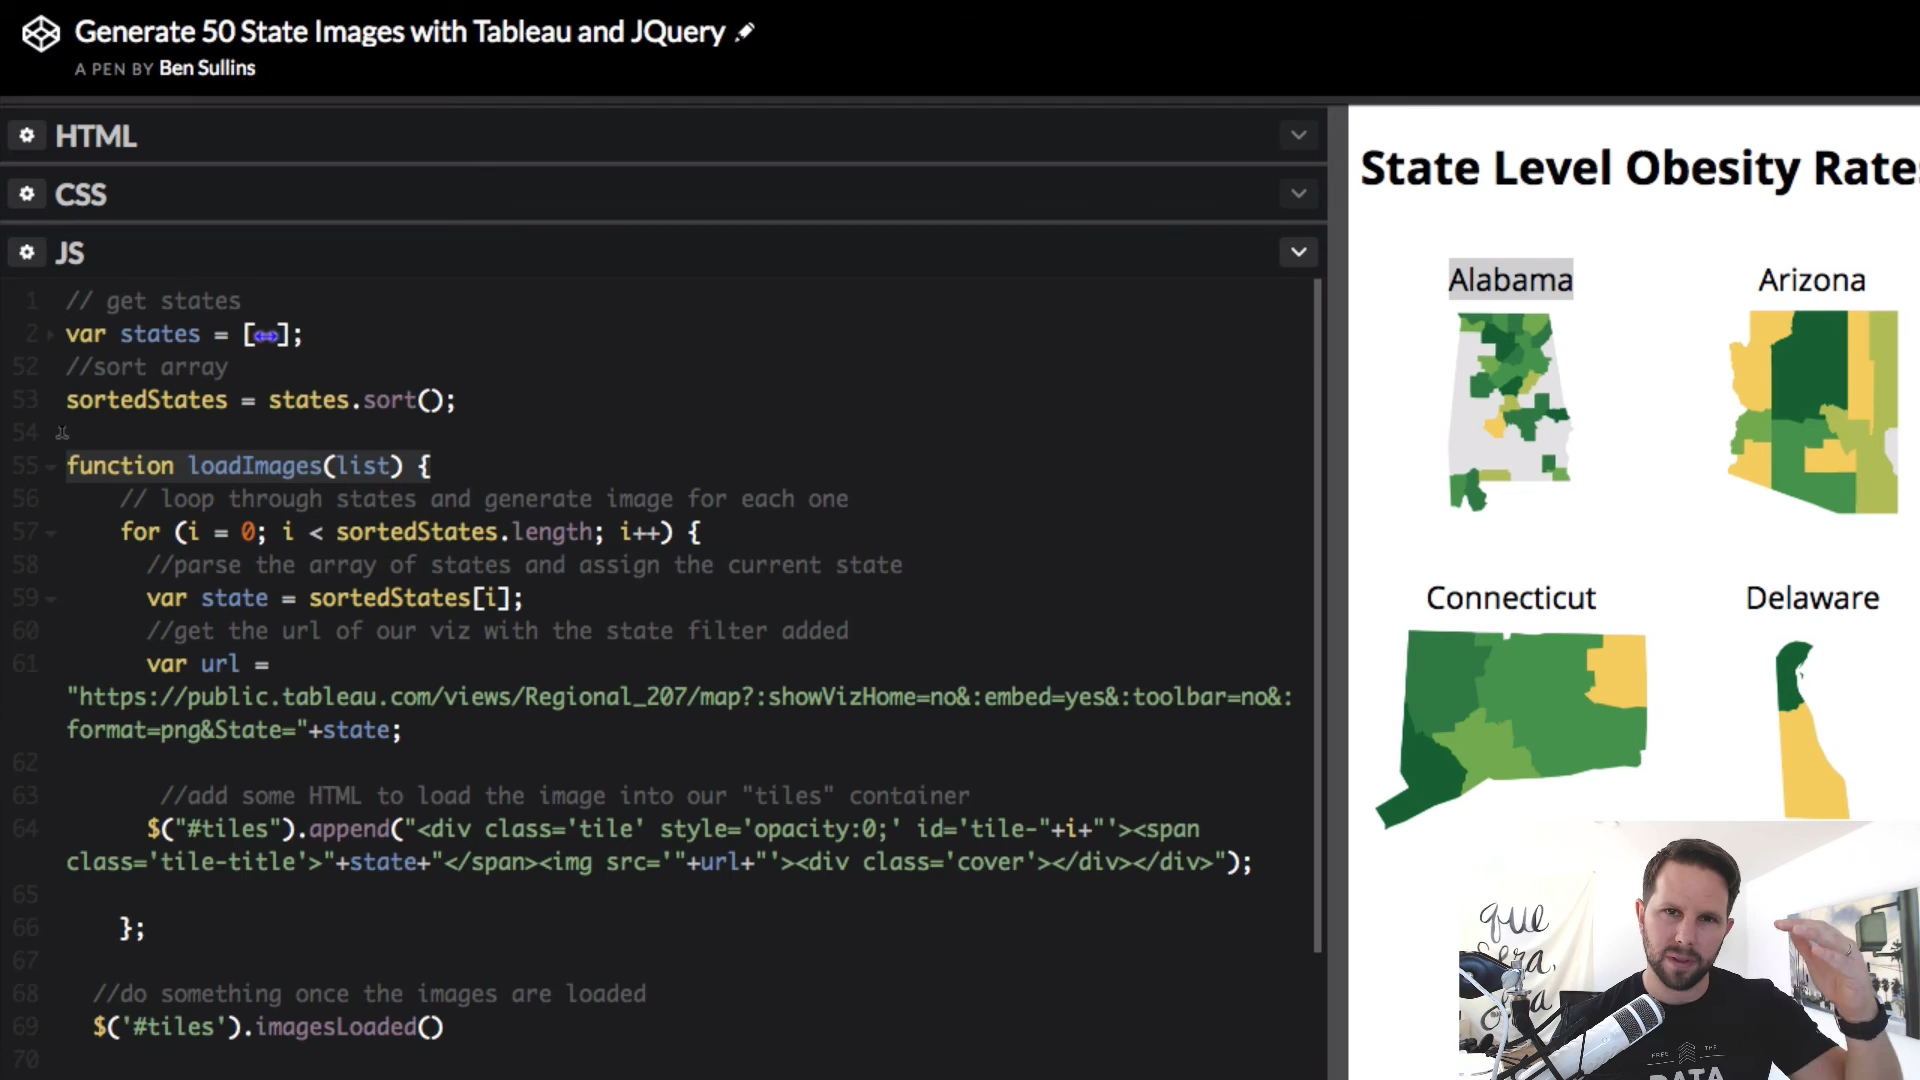 Generate 50 State Images with Tableau and JQuery
A PEN BY Ben Sullins
HTML
CSS
JS
1 // get states
2 var states = [↔];
52 //sort array
53 sortedStates = states.sort();
54
55 function loadImages(list) {
56 // loop through states and generate image for each one
57 for (i = 0; i < sortedStates.length; i++) {
58 //parse the array of states and assign the current state
59 var state = sortedStates[i];
60 //get the url of our viz with the state filter added
61 var url =
"https://public.tableau.com/views/Regional_207/map?:showVizHome=no&:embed=yes&:toolbar=no&:
format=png&State="+state;
62
63 //add some HTML to load the image into our "tiles" container
64 $("#tiles").append("<div class='tile' style='opacity:0;' id='tile-"+i+"'><span
class='tile-title'>"+state+"</span><img src='"+url+"'><div class='cover'></div></div>");
65
66 };
67
68 //do something once the images are loaded
69 $('#tiles').imagesLoaded()
70
State Level Obesity Rate
Alabama
Arizona
Connecticut
Delaware
que
FREE THE
DATA